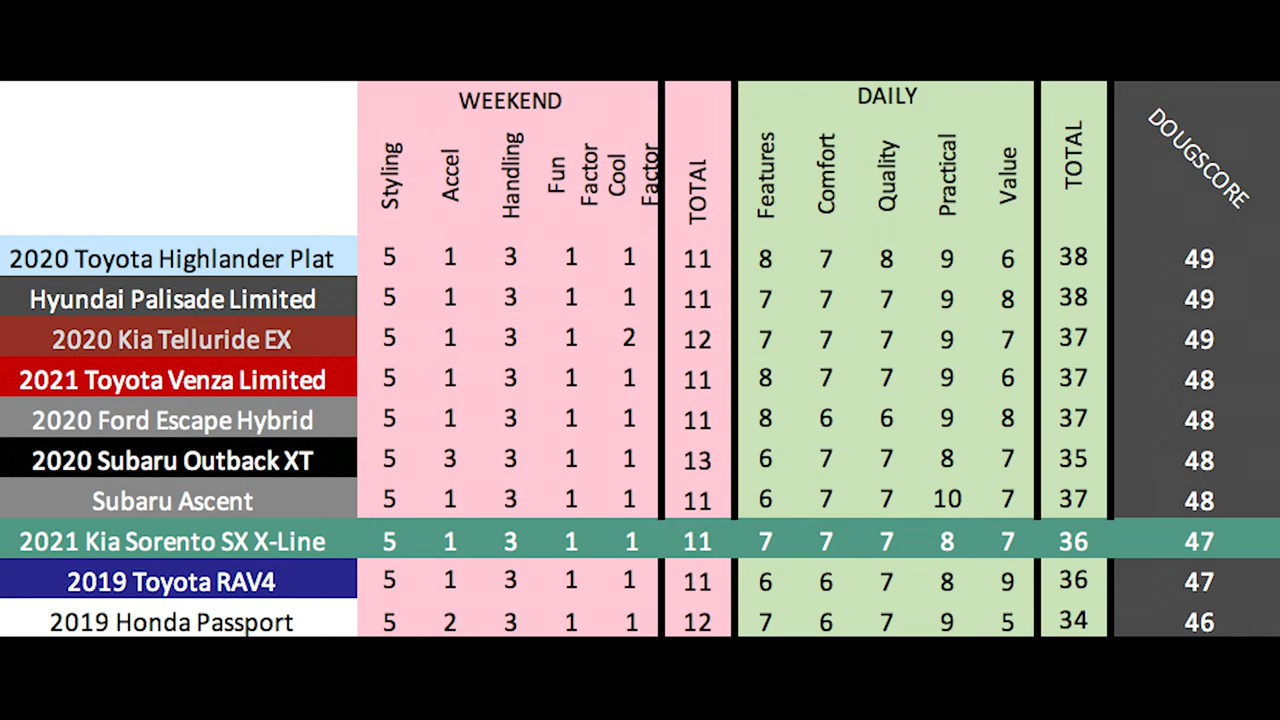 WEEKEND DAILY
Styling Accel Handling Fun Factor Cool Factor TOTAL Features Comfort Quality Practical Value TOTAL DOUGSCORE
2020 Toyota Highlander Plat 5 1 3 1 1 11 8 7 8 9 6 38 49
Hyundai Palisade Limited 5 1 3 1 1 11 7 7 7 9 8 38 49
2020 Kia Telluride EX 5 1 3 1 2 12 7 7 7 9 7 37 49
2021 Toyota Venza Limited 5 1 3 1 1 11 8 7 7 9 6 37 48
2020 Ford Escape Hybrid 5 1 3 1 1 11 8 6 6 9 8 37 48
2020 Subaru Outback XT 5 3 3 1 1 13 6 7 7 8 7 35 48
Subaru Ascent 5 1 3 1 1 11 6 7 7 10 7 37 48
2021 Kia Sorento SX X-Line 5 1 3 1 1 11 7 7 7 8 7 36 47
2019 Toyota RAV4 5 1 3 1 1 11 6 6 7 8 9 36 47
2019 Honda Passport 5 2 3 1 1 12 7 6 7 9 5 34 46